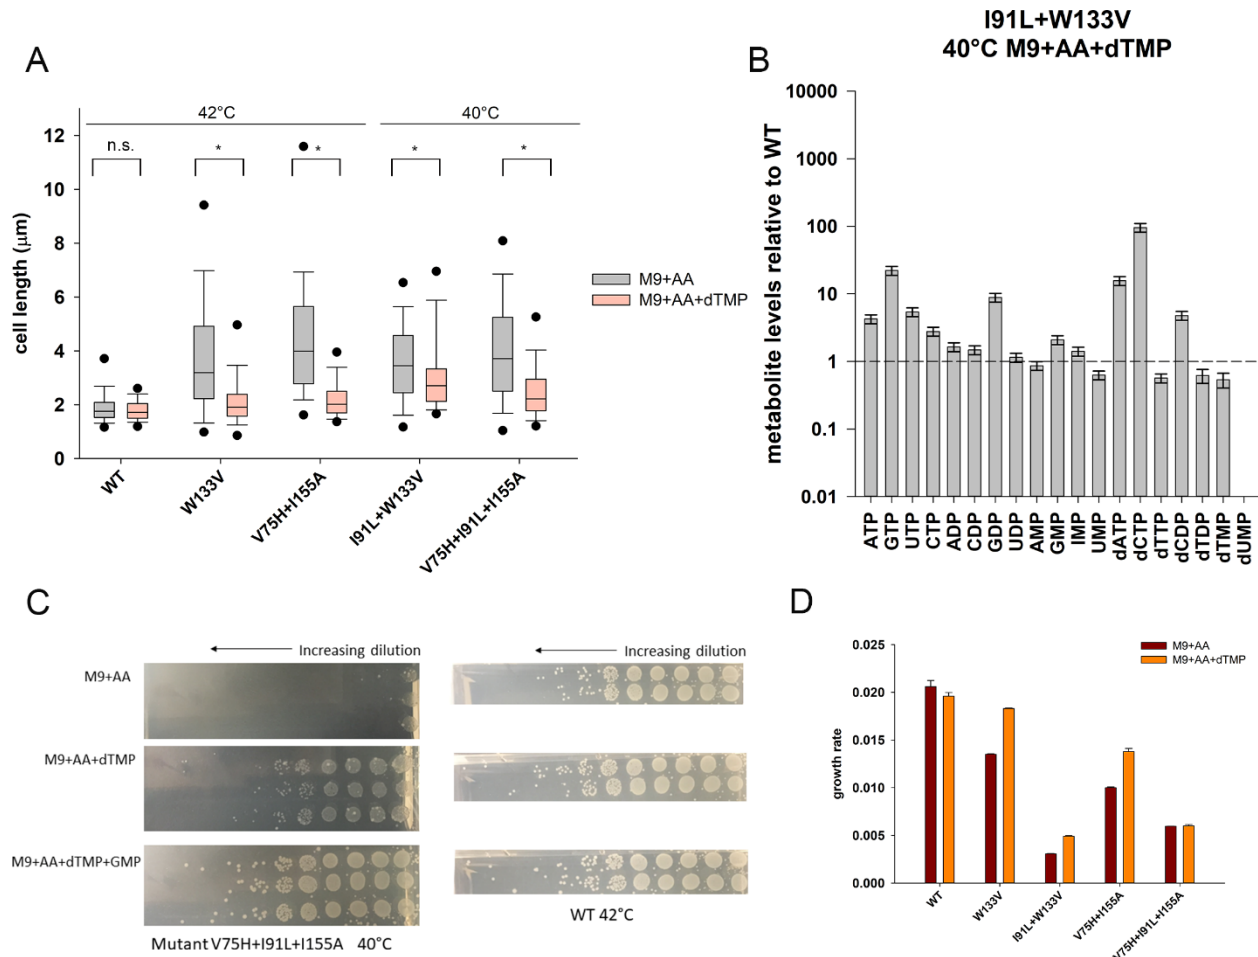 A
42°C
40°C
n.s.
*
*
*
*
12
10
8
6
4
2
0
cell length (μm)
WT
W133V
V75H+I155A
I91L+W133V
V75H+I91L+I155A
M9+AA
M9+AA+dTMP
I91L+W133V
40°C M9+AA+dTMP
B
10000
1000
100
10
1
0.1
0.01
metabolite levels relative to WT
ATP
GTP
UTP
CTP
ADP
CDP
GDP
UDP
AMP
GMP
IMP
UMP
dATP
dCTP
dTTP
dCDP
dTDP
dTMP
dUMP
C
Increasing dilution
Increasing dilution
M9+AA
M9+AA+dTMP
M9+AA+dTMP+GMP
Mutant V75H+I91L+I155A 40°C
WT 42°C
D
M9+AA
M9+AA+dTMP
0.025
0.020
0.015
0.010
0.005
0.000
growth rate
WT
W133V
I91L+W133V
V75H+I155A
V75H+I91L+I155A